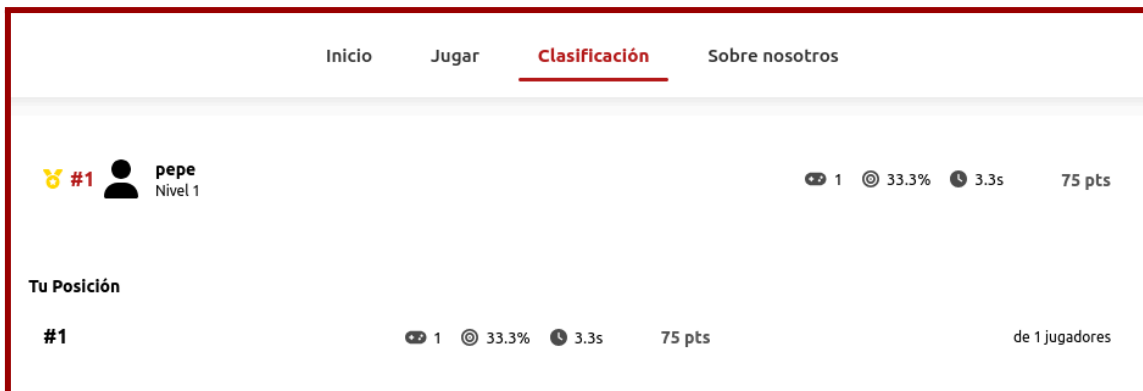 Inicio Jugar Clasificación Sobre nosotros
#1 pepe 1 33.3% 3.3s 75 pts
Nivel 1
Tu Posición
#1 1 33.3% 3.3s 75 pts de 1 jugadores